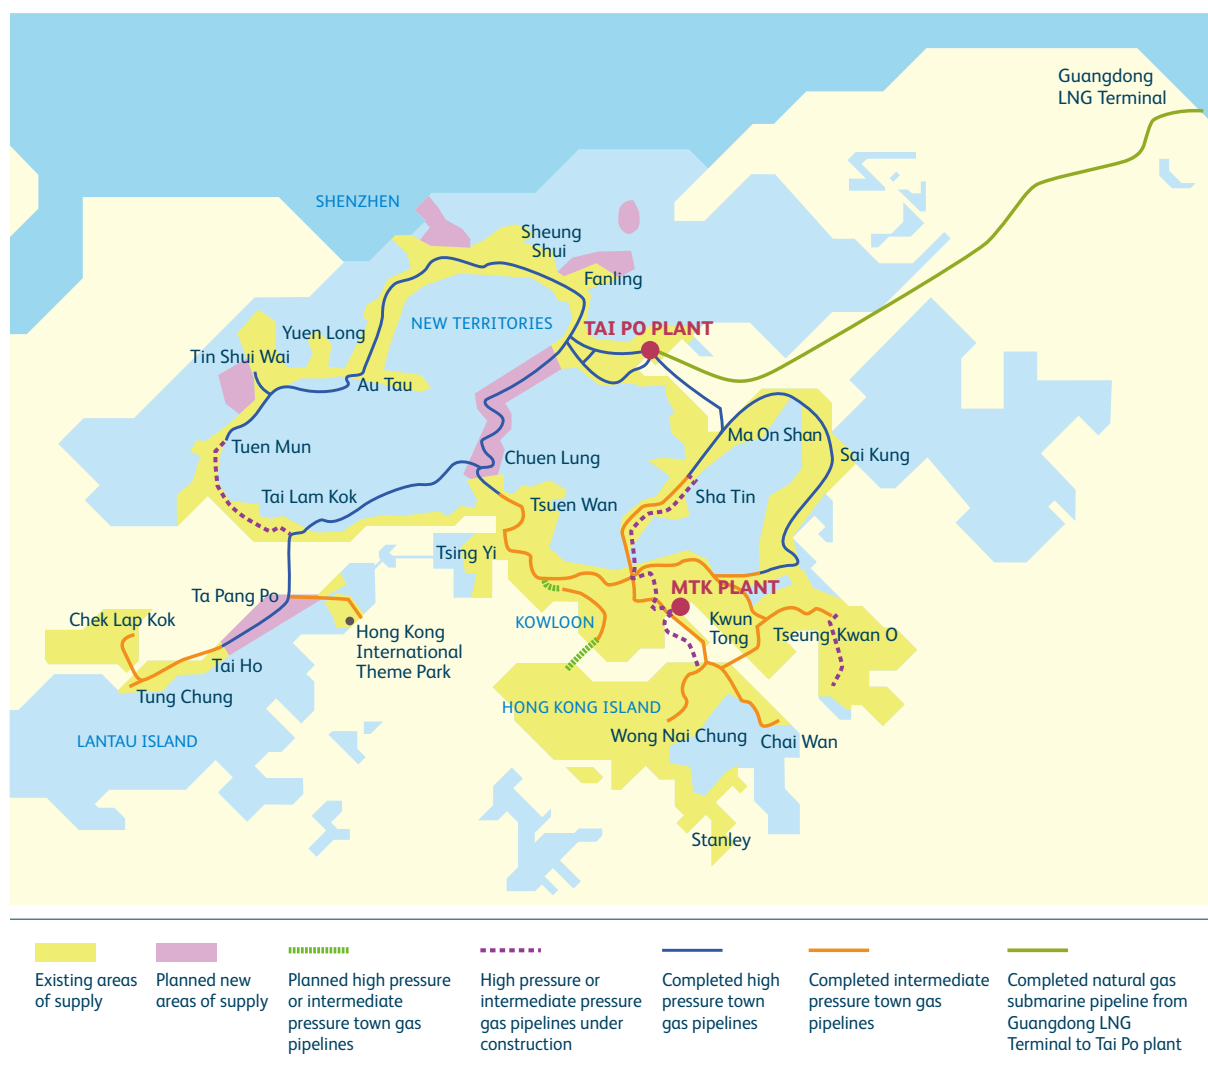 Guangdong
LNG Terminal
SHENZHEN
Sheung
Shui
Fanling
NEW TERRITORIES
TAI PO PLANT
Yuen Long
Tin Shui Wai
Au Tau
Ma On Shan
Tuen Mun
Sai Kung
Chuen Lung
Tai Lam Kok
Sha Tin
Tsuen Wan
Tsing Yi
MTK PLANT
Ta Pang Po
Chek Lap Kok
KOWLOON
Kwun
Tong
Tseung Kwan O
Hong Kong
International
Theme Park
Tai Ho
Tung Chung
HONG KONG ISLAND
Wong Nai Chung
Chai Wan
LANTAU ISLAND
Stanley
Existing areas
of supply
Planned new
areas of supply
Planned high pressure
or intermediate
pressure town gas
pipelines
High pressure or
intermediate pressure
gas pipelines under
construction
Completed high
pressure town
gas pipelines
Completed intermediate
pressure town gas
pipelines
Completed natural gas
submarine pipeline from
Guangdong LNG
Terminal to Tai Po plant